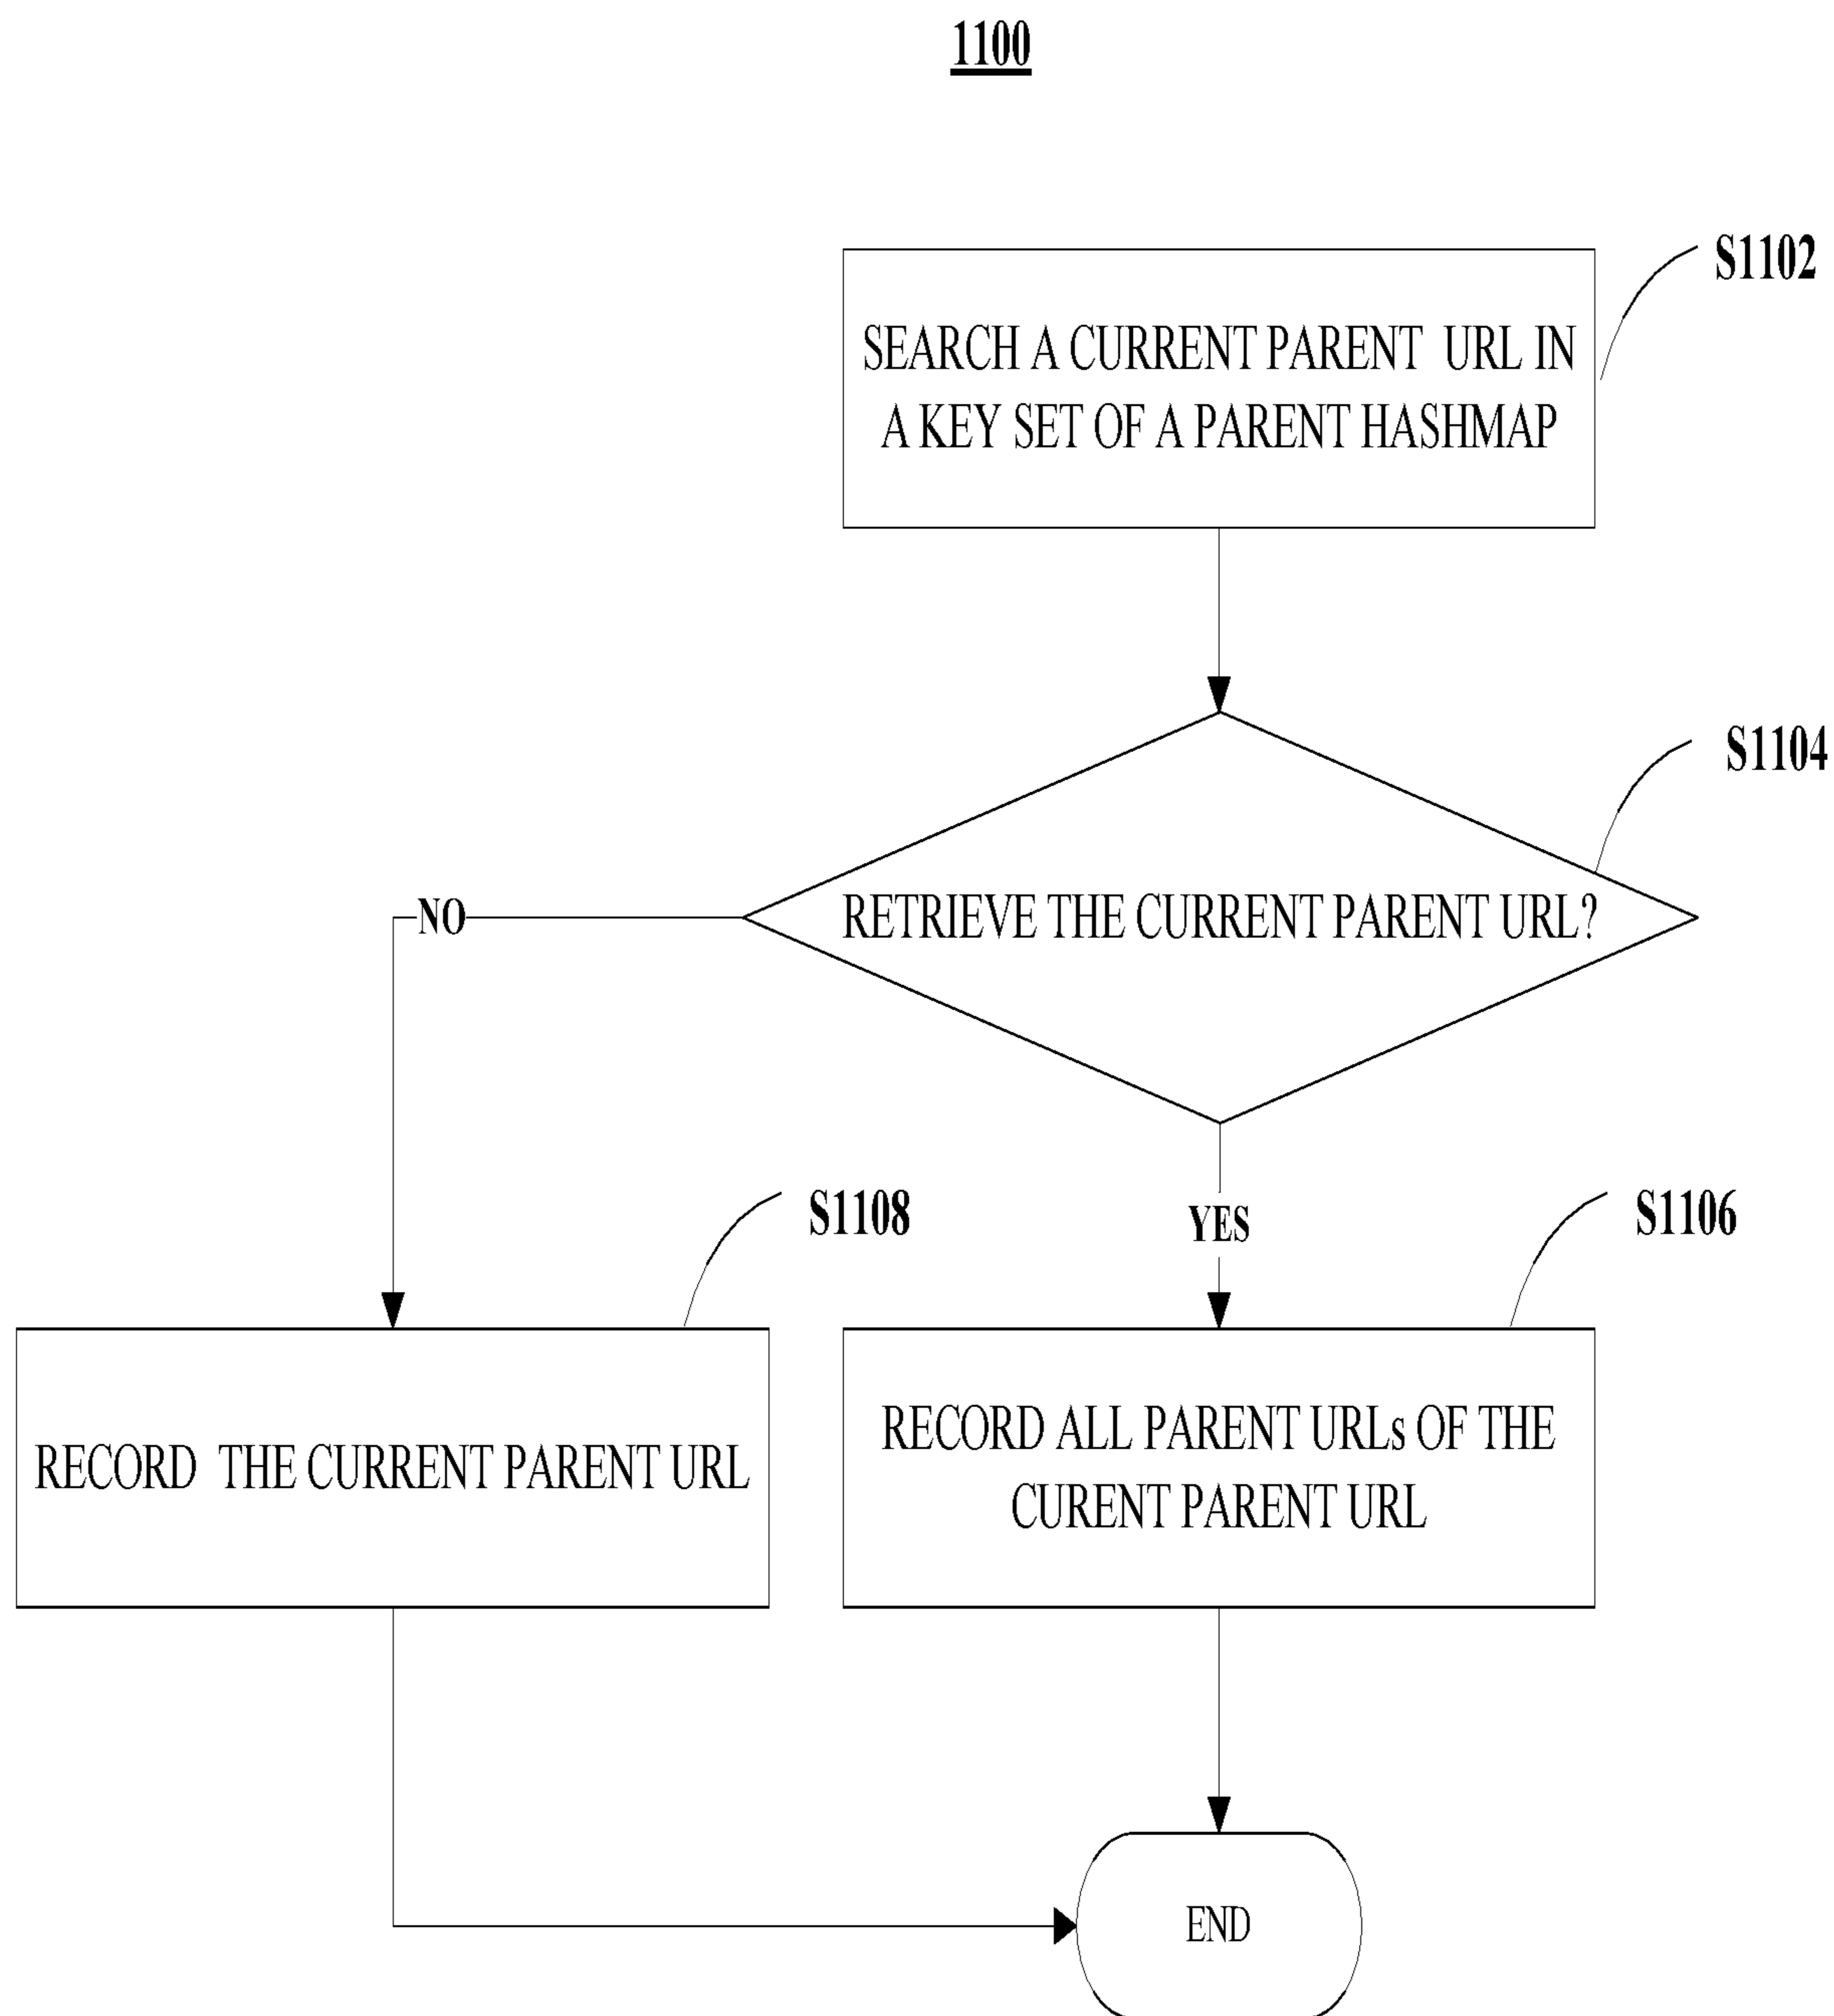 1100
S1102
SEARCH A CURRENT PARENT URL IN
A KEY SET OF A PARENT HASHMAP
S1104
RETRIEVE THE CURRENT PARENT URL?
NO
YES
S1108
S1106
RECORD THE CURRENT PARENT URL
RECORD ALL PARENT URLs OF THE
CURENT PARENT URL
END